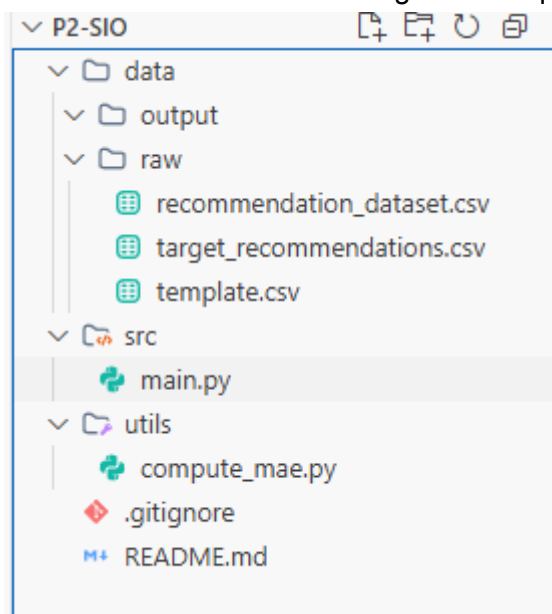 P2-SIO
data
output
raw
recommendation_dataset.csv
target_recommendations.csv
template.csv
src
main.py
utils
compute_mae.py
.gitignore
README.md